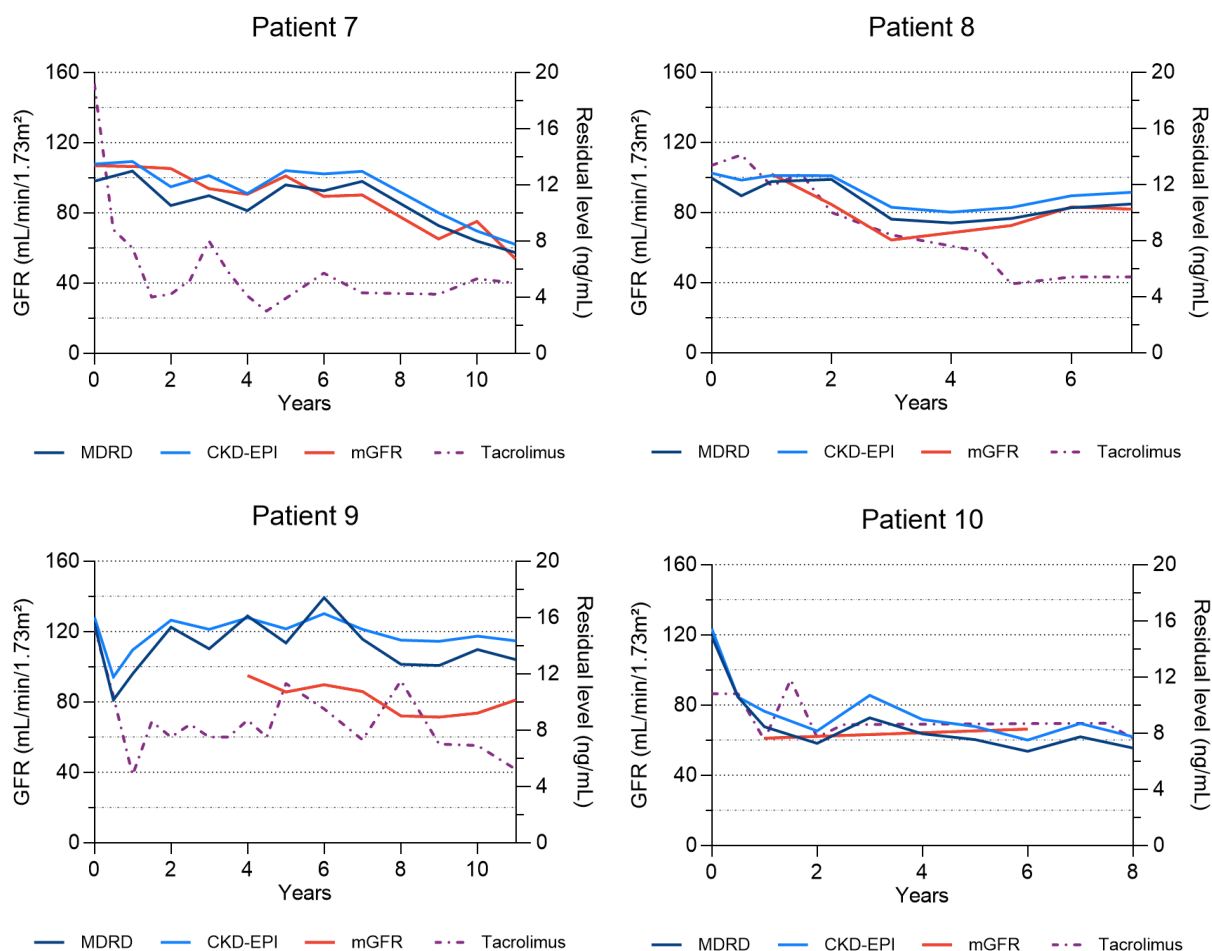 Patient 7
GFR (mL/min/1.73m²)
160
120
80
40
0
20
16
12
8
4
0
Residual level (ng/mL)
0 2 4 6 8 10
Years
MDRD CKD-EPI mGFR Tacrolimus
Patient 8
GFR (mL/min/1.73m²)
160
120
80
40
0
20
16
12
8
4
0
Residual level (ng/mL)
0 2 4 6
Years
MDRD CKD-EPI mGFR Tacrolimus
Patient 9
GFR (mL/min/1.73m²)
160
120
80
40
0
20
16
12
8
4
0
Residual level (ng/mL)
0 2 4 6 8 10
Years
MDRD CKD-EPI mGFR Tacrolimus
Patient 10
GFR (mL/min/1.73m²)
160
120
80
40
0
20
16
12
8
4
0
Residual level (ng/mL)
0 2 4 6 8
Years
MDRD CKD-EPI mGFR Tacrolimus